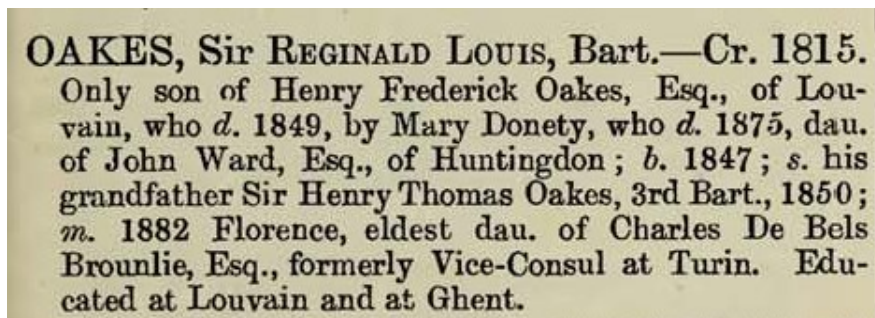 OAKES, Sir REGINALD LOUIS, Bart.—Cr. 1815.
Only son of Henry Frederick Oakes, Esq., of Lou-
vain, who d. 1849, by Mary Donety, who d. 1875, dau.
of John Ward, Esq., of Huntingdon; b. 1847; s. his
grandfather Sir Henry Thomas Oakes, 3rd Bart., 1850;
m. 1882 Florence, eldest dau. of Charles De Bels
Brounlie, Esq., formerly Vice-Consul at Turin. Edu-
cated at Louvain and at Ghent.